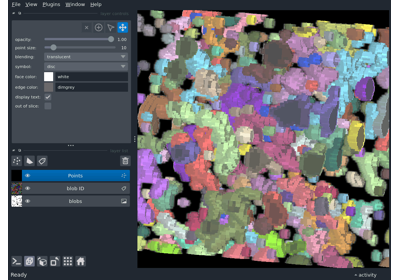 File View Plugins Window Help
opacity: 1.00
point size: 10
blending: translucent
symbol: disc
face color: white
edge color: dimgrey
display text:
out of slice:
Points
blob ID
blobs
Ready
activity